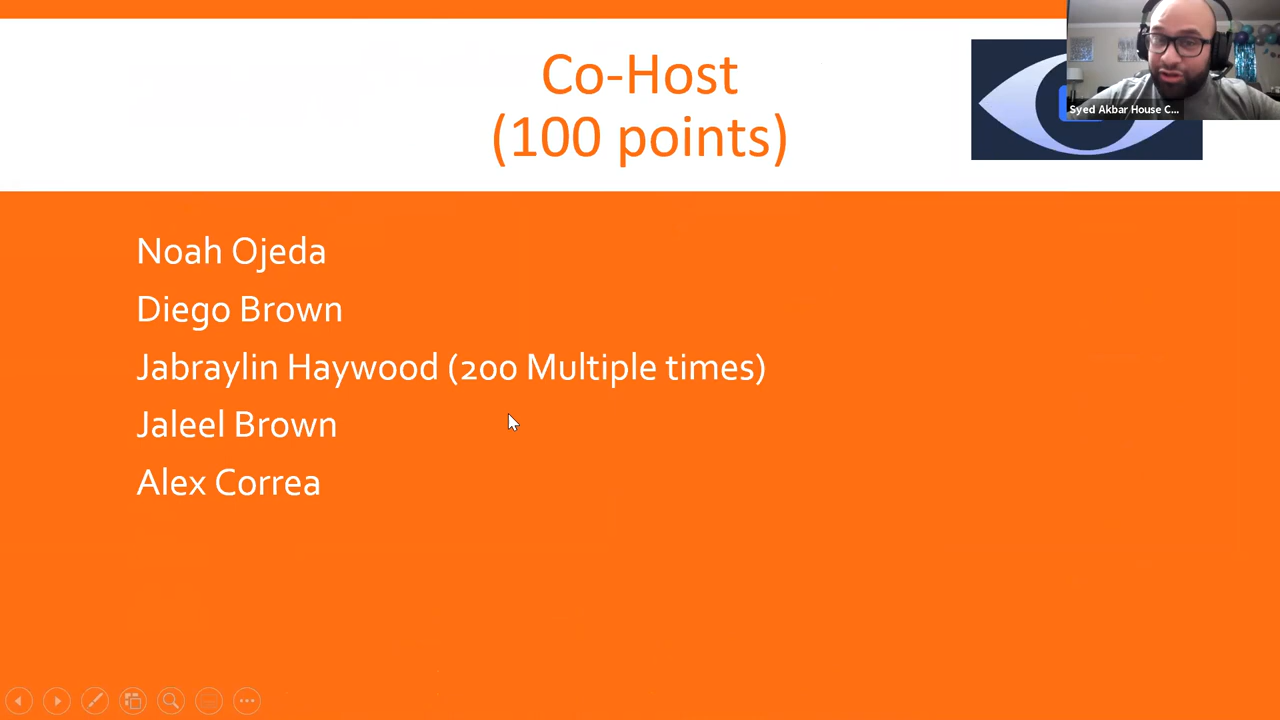 Co-Host
(100 points)
Syed Akbar House C...
Noah Ojeda
Diego Brown
Jabraylin Haywood (200 Multiple times)
Jaleel Brown
Alex Correa